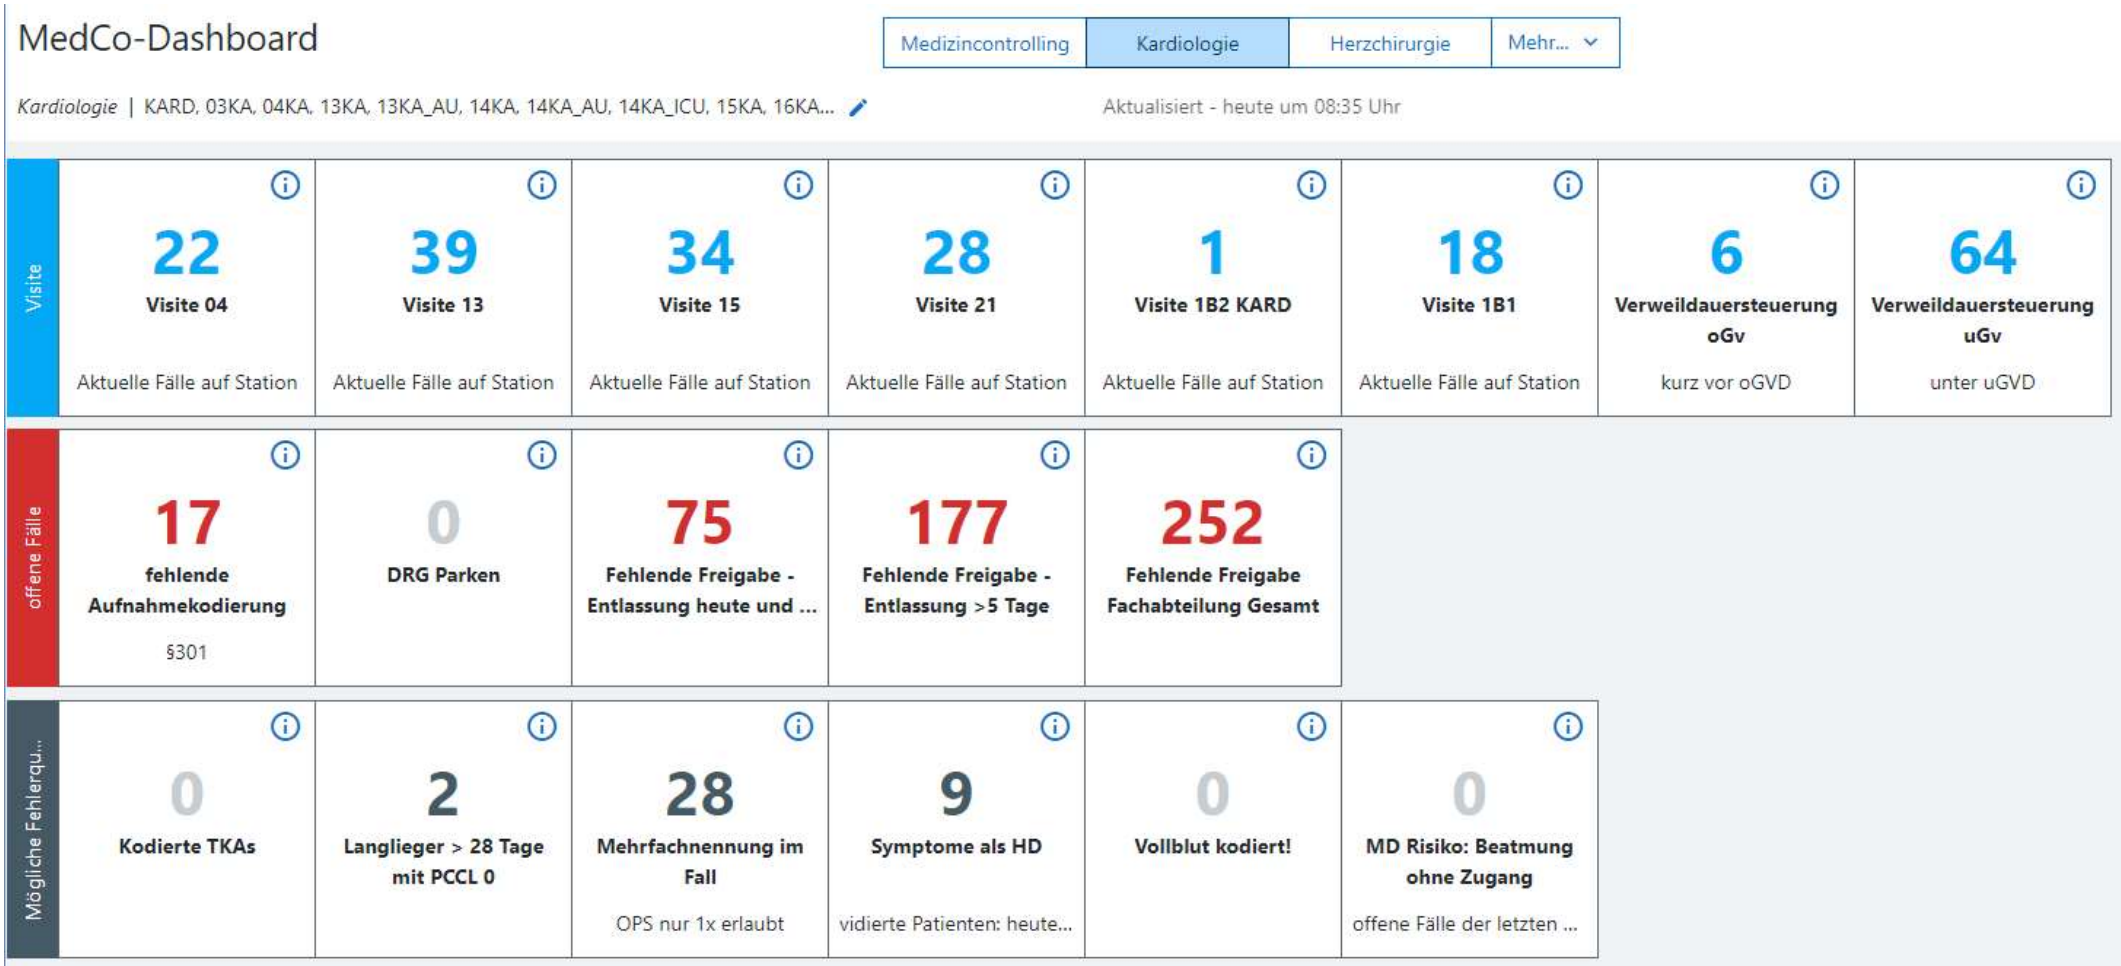 MedCo-Dashboard
Medizincontrolling
Kardiologie
Herzchirurgie
Mehr...
Kardiologie | KARD, 03KA, 04KA, 13KA, 13KA_AU, 14KA, 14KA_AU, 14KA_ICU, 15KA, 16KA...
Aktualisiert - heute um 08:35 Uhr
Visite
22
Visite 04
Aktuelle Fälle auf Station
39
Visite 13
Aktuelle Fälle auf Station
34
Visite 15
Aktuelle Fälle auf Station
28
Visite 21
Aktuelle Fälle auf Station
1
Visite 1B2 KARD
Aktuelle Fälle auf Station
18
Visite 1B1
Aktuelle Fälle auf Station
6
Verweildauersteuerung
oGv
kurz vor oGVD
64
Verweildauersteuerung
uGv
unter uGVD
offene Fälle
17
fehlende
Aufnahmekodierung
§301
0
DRG Parken
75
Fehlende Freigabe -
Entlassung heute und ...
177
Fehlende Freigabe -
Entlassung >5 Tage
252
Fehlende Freigabe
Fachabteilung Gesamt
Mögliche Fehlerqu...
0
Kodierte TKAs
2
Langlieger > 28 Tage
mit PCCL 0
28
Mehrfachnennung im
Fall
OPS nur 1x erlaubt
9
Symptome als HD
vidierte Patienten: heute...
0
Vollblut kodiert!
0
MD Risiko: Beatmung
ohne Zugang
offene Fälle der letzten ...